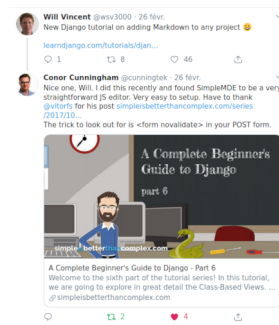 Will Vincent @wsv3000 · 26 févr.
New Django tutorial on adding Markdown to any project 😀
learndjango.com/tutorials/djan...
1 8 46
Conor Cunningham @cunningtek · 26 févr.
Nice one, Will. I did this recently and found SimpleMDE to be a very
straightforward JS editor. Very easy to setup. Have to thank
@vitorfs for his post simpleisbetterthancomplex.com/series
/2017/10...
The trick to look out for is <form novalidate> in your POST form.
A Complete Beginner's
Guide to Django
part 6
simple betterthancomplex.com
A Complete Beginner's Guide to Django - Part 6
Welcome to the sixth part of the tutorial series! In this tutorial,
we are going to explore in great detail the Class-Based Views. ...
simpleisbetterthancomplex.com
2 4